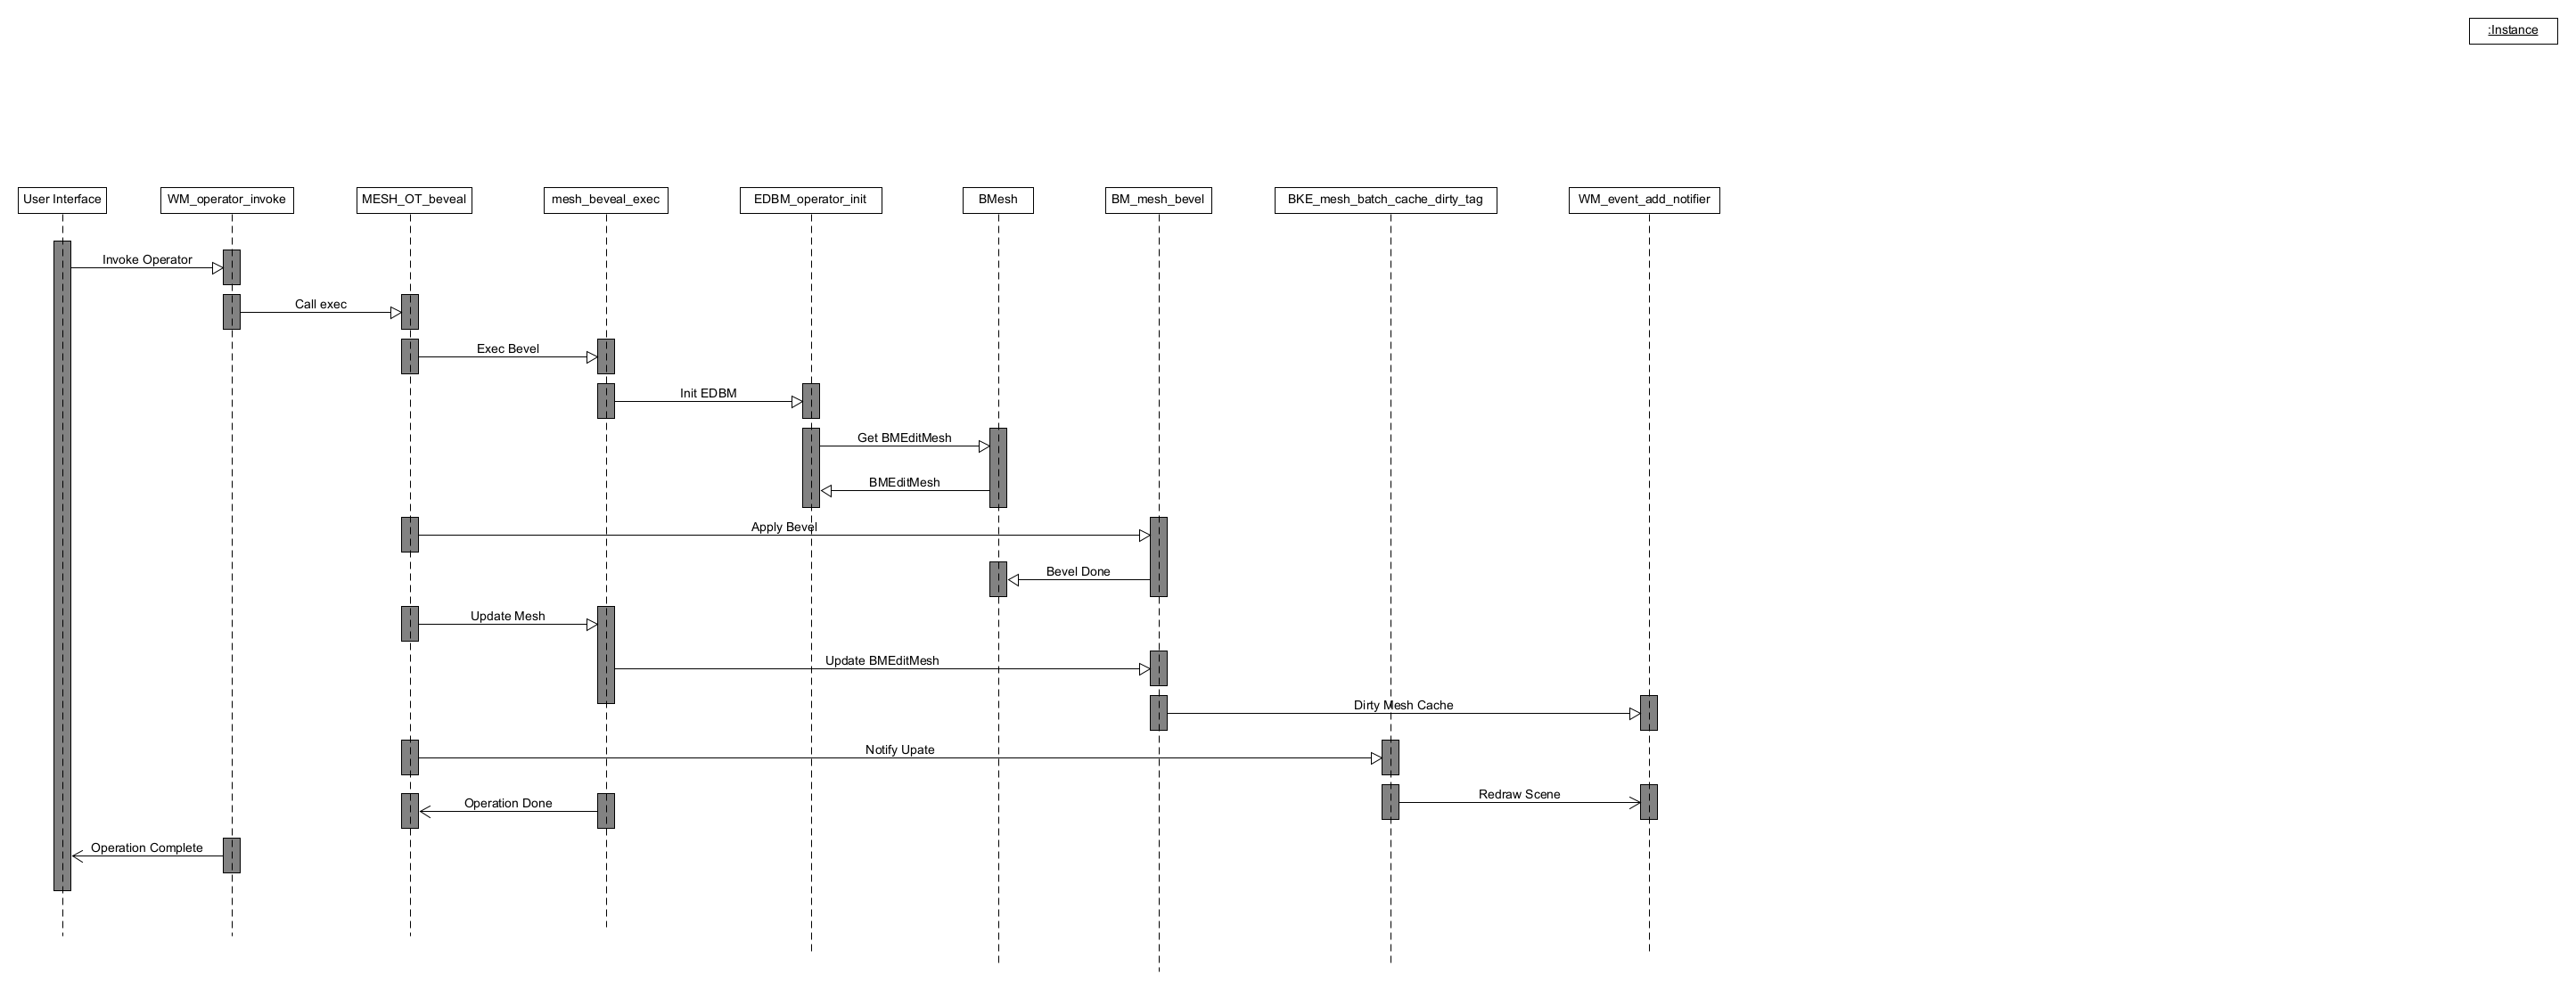 :Instance
User Interface
WM_operator_invoke
MESH_OT_beveal
mesh_beveal_exec
EDBM_operator_init
BMesh
BM_mesh_bevel
BKE_mesh_batch_cache_dirty_tag
WM_event_add_notifier
Invoke Operator
Call exec
Exec Bevel
Init EDBM
Get BMEditMesh
BMEditMesh
Apply Bevel
Bevel Done
Update Mesh
Update BMEditMesh
Dirty Mesh Cache
Notify Upate
Redraw Scene
Operation Done
Operation Complete